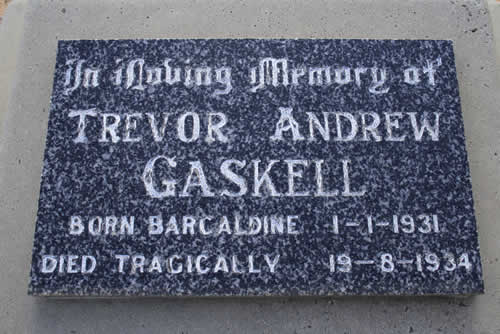 In Loving Memory of
TREVOR ANDREW
GASKELL
BORN BARCALDINE 1-1-1931
DIED TRAGICALLY 19-8-1934